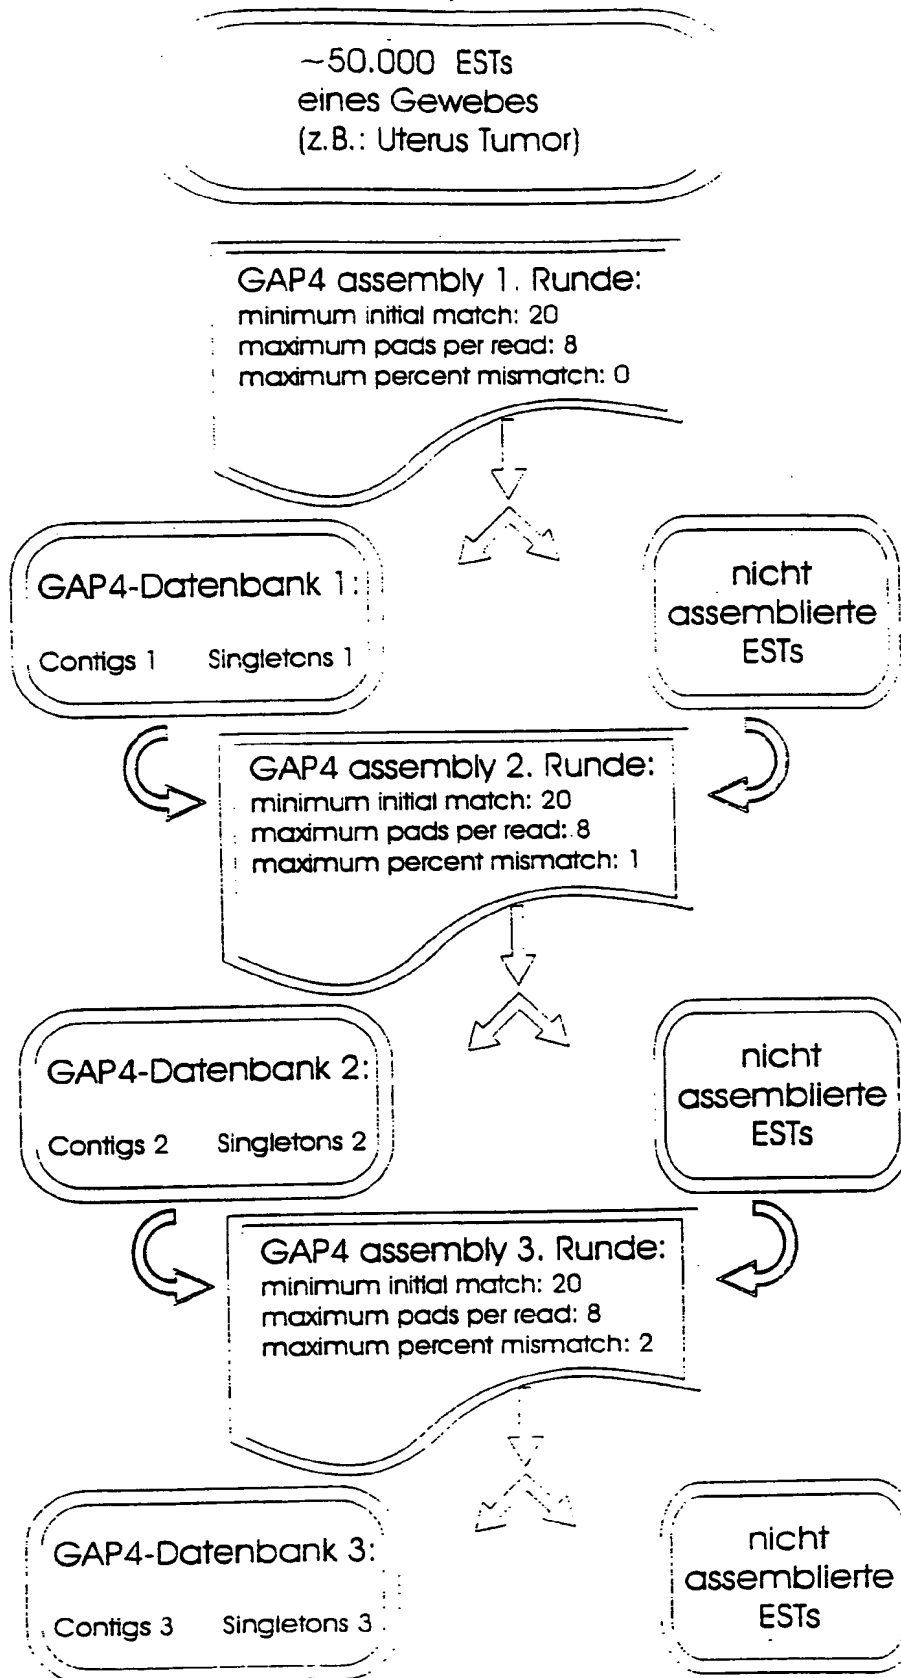 ~50.000 ESTs
eines Gewebes
(z.B.: Uterus Tumor)
GAP4 assembly 1. Runde:
minimum initial match: 20
maximum pads per read: 8
maximum percent mismatch: 0
GAP4-Datenbank 1:
Contigs 1 Singletons 1
nicht
assemblierte
ESTs
GAP4 assembly 2. Runde:
minimum initial match: 20
maximum pads per read: 8
maximum percent mismatch: 1
GAP4-Datenbank 2:
Contigs 2 Singletons 2
nicht
assemblierte
ESTs
GAP4 assembly 3. Runde:
minimum initial match: 20
maximum pads per read: 8
maximum percent mismatch: 2
GAP4-Datenbank 3:
Contigs 3 Singletons 3
nicht
assemblierte
ESTs